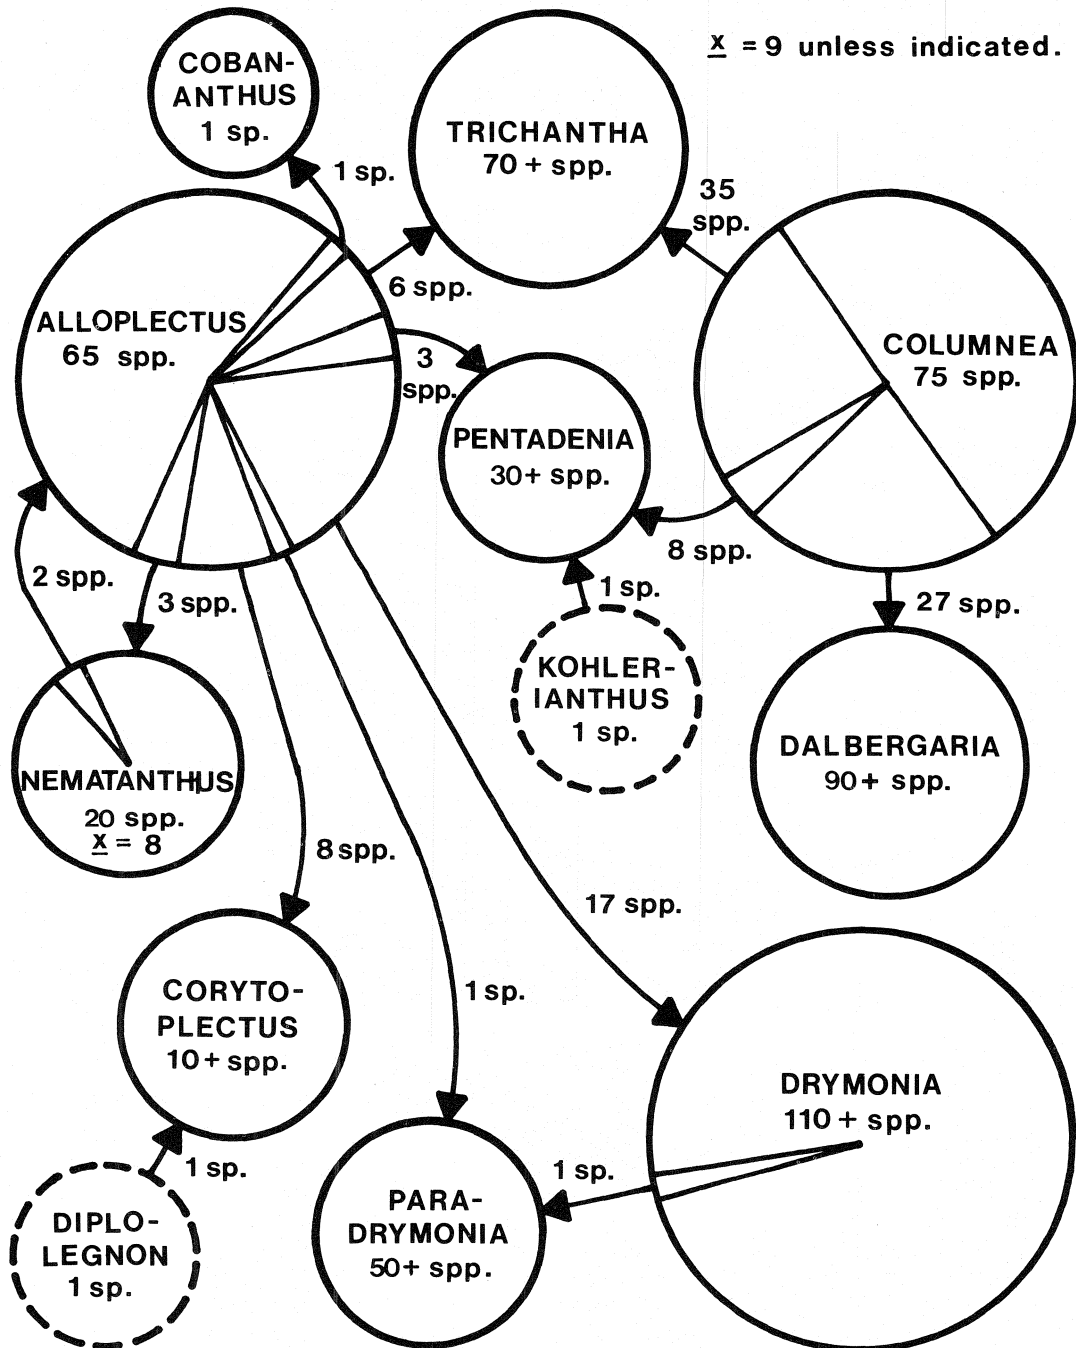 x = 9 unless indicated.
COBAN-
ANTHUS
1 sp.
TRICHANTHA
70 + spp.
1 sp.
35
spp.
6 spp.
ALLOPLECTUS
65 spp.
COLUMNEA
75 spp.
3
spp.
PENTADENIA
30+ spp.
8 spp.
2 spp.
3 spp.
1 sp.
27 spp.
KOHLER-
IANTHUS
1 sp.
DALBERGARIA
90+ spp.
NEMATANTHUS
20 spp.
x = 8
8 spp.
17 spp.
CORYTO-
PLECTUS
10+ spp.
1 sp.
DRYMONIA
110+ spp.
1 sp.
1 sp.
PARA-
DRYMONIA
50+ spp.
DIPLO-
LEGNON
1 sp.